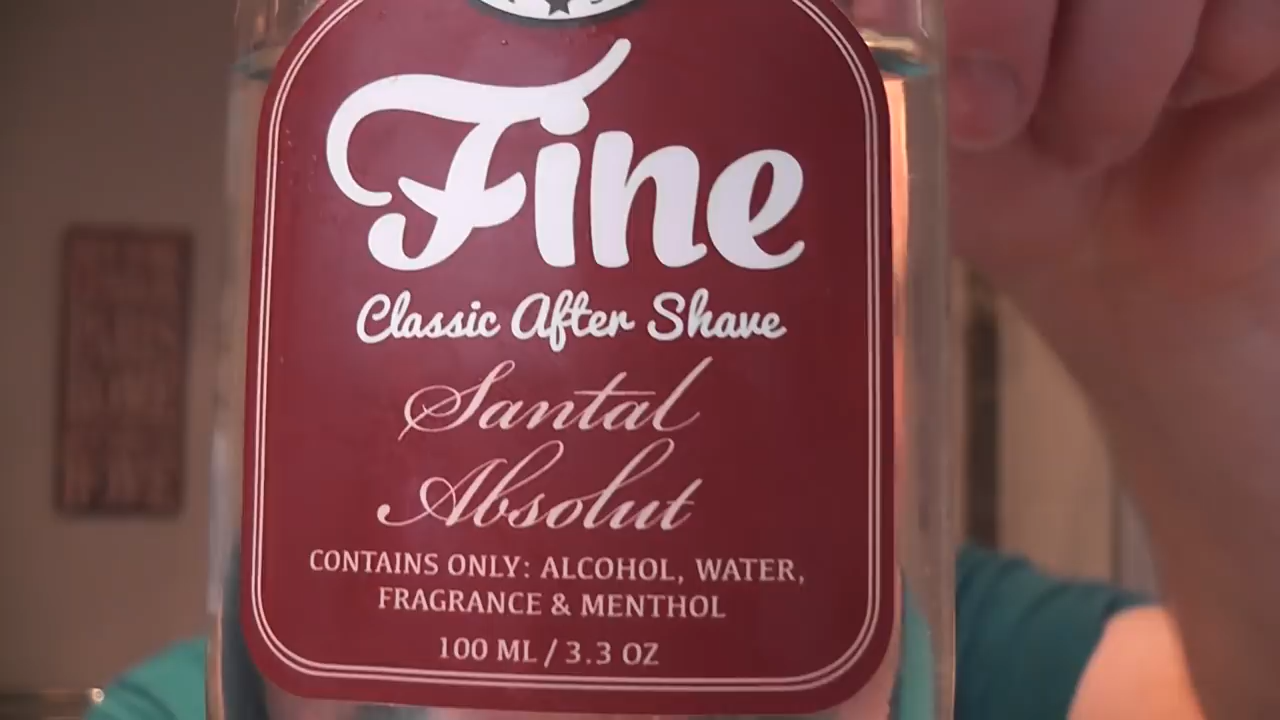 Fine
Classic After Shave
Santal
Absolut
CONTAINS ONLY: ALCOHOL, WATER,
FRAGRANCE & MENTHOL
100 ML / 3.3 OZ